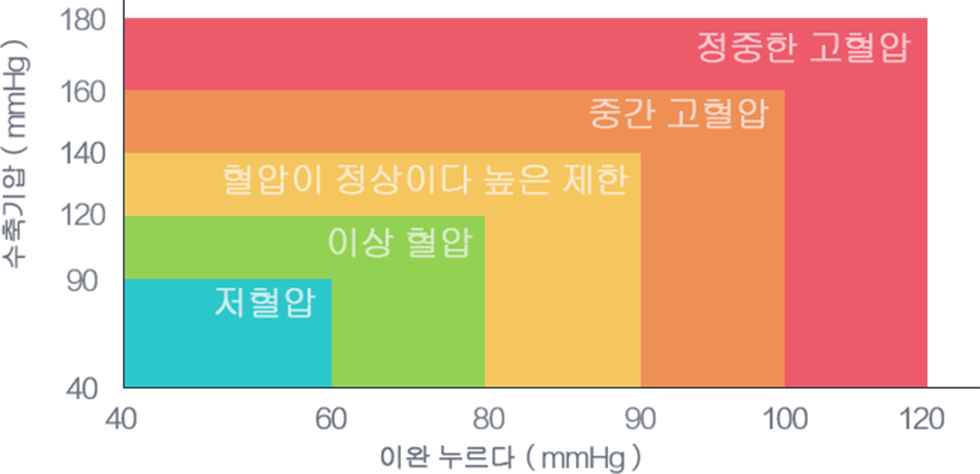 180
정중한 고혈압
160
중간 고혈압
140
혈압이 정상이다 높은 제한
120
이상 혈압
90
저혈압
40
수축기압 ( mmHg )
40 60 80 90 100 120
이완 누르다 ( mmHg )